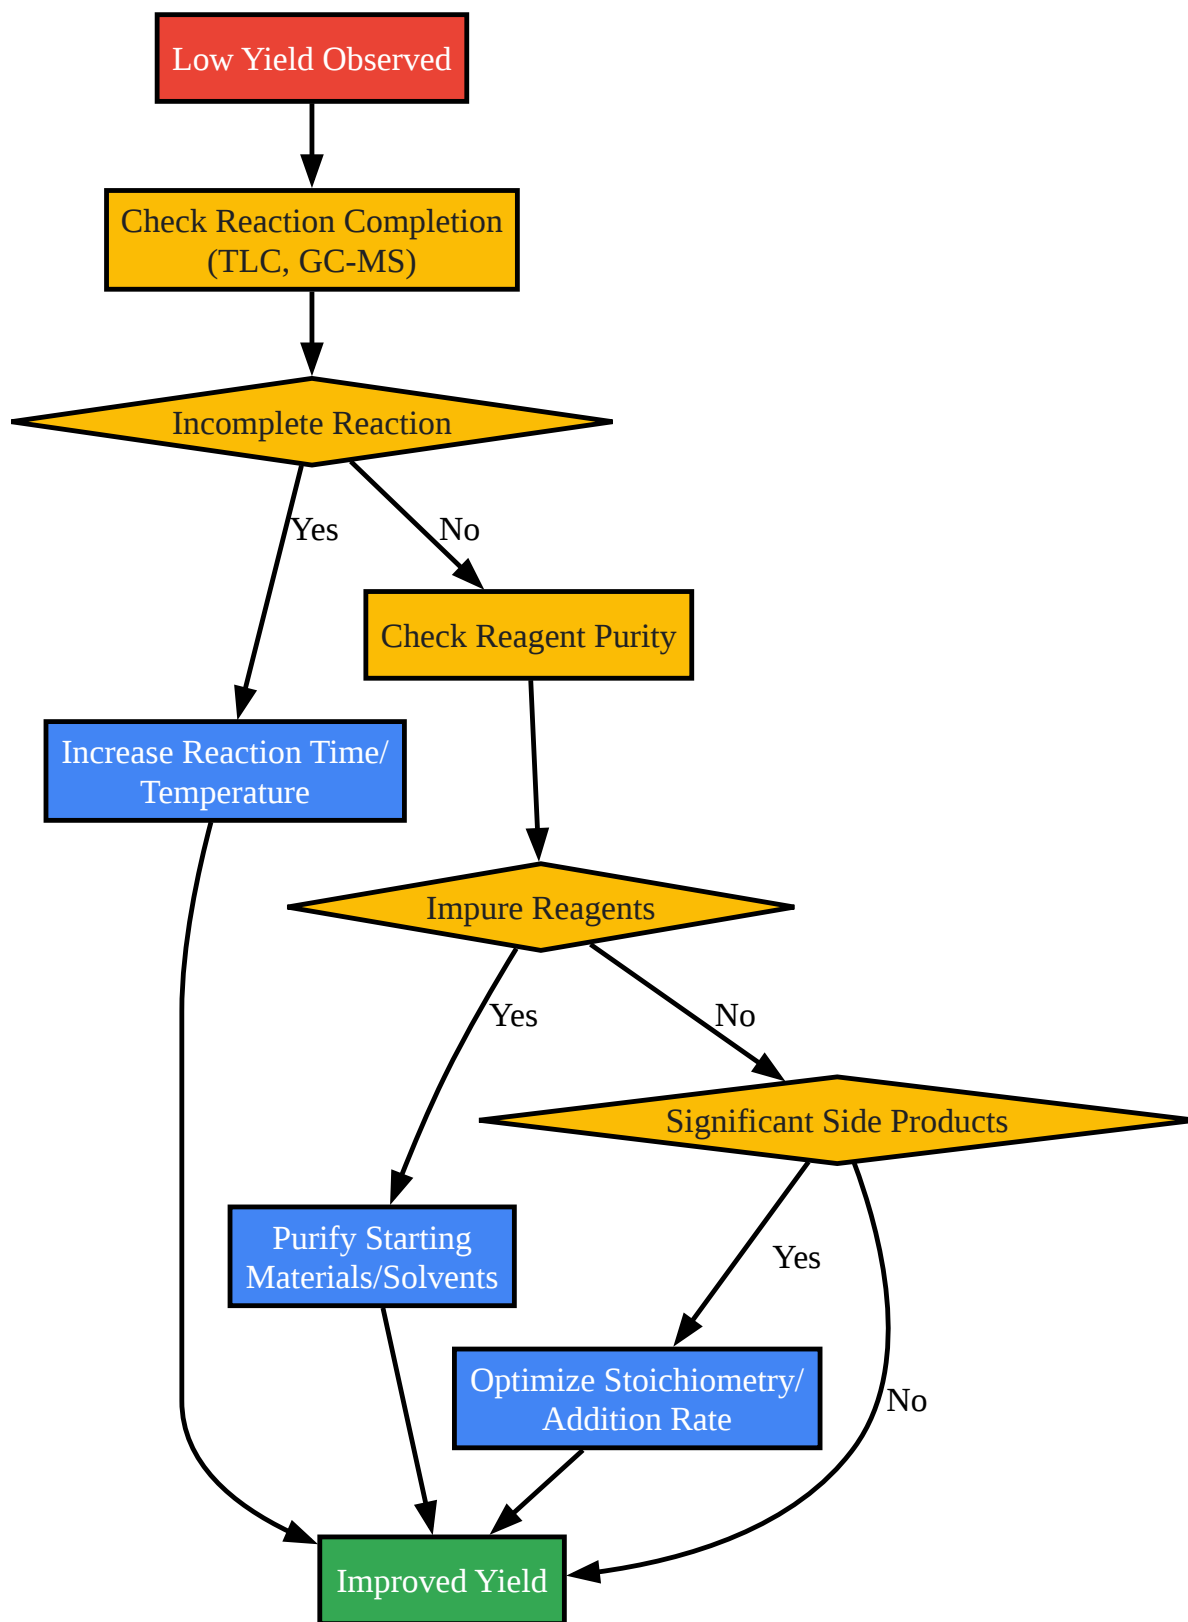 Low Yield Observed
Check Reaction Completion
(TLC, GC-MS)
Incomplete Reaction
Yes
No
Check Reagent Purity
Increase Reaction Time/
Temperature
Impure Reagents
Yes
No
Significant Side Products
Purify Starting
Materials/Solvents
Yes
Optimize Stoichiometry/
Addition Rate
No
Improved Yield